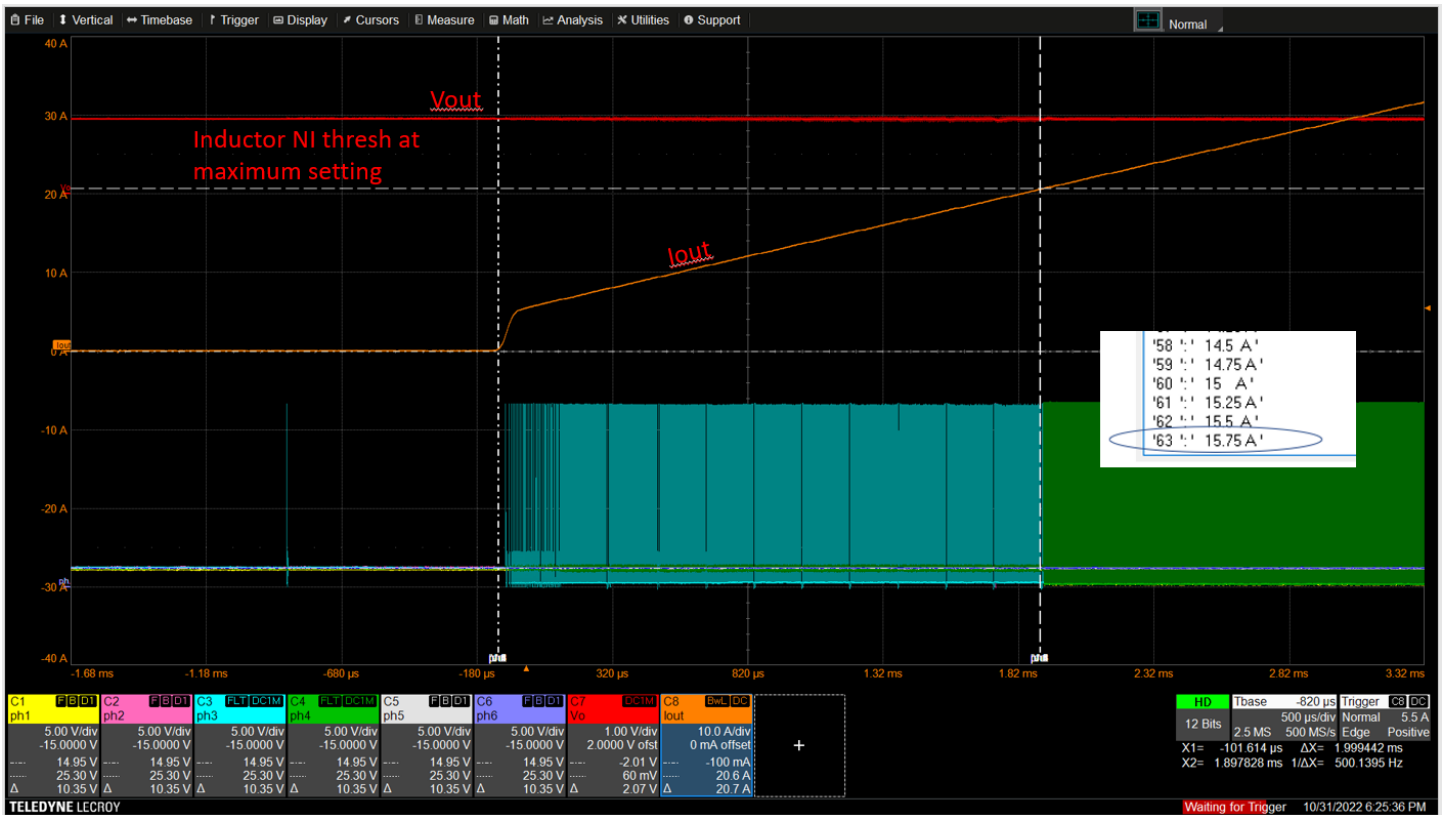 File Vertical Timebase Trigger Display Cursors Measure Math Analysis Utilities Support Normal
40 A
Vout
30 A
Inductor NI thresh at
maximum setting
20 A
Iout
10 A
Iout
0 A
'58 ':' 14.5 A'
'59 ':' 14.75 A'
'60 ':' 15 A'
'61 ':' 15.25 A'
'62 ':' 15.5 A'
'63 ':' 15.75 A'
-10 A
-20 A
-30 A
-40 A
-1.68 ms -1.18 ms -680 µs -180 µs 320 µs 820 µs 1.32 ms 1.82 ms 2.32 ms 2.82 ms 3.32 ms
C1 F B D1 C2 F B D1 C3 FLT DC1M C4 FLT DC1M C5 F B D1 C6 F B D1 C7 DC1M C8 BwL DC
ph1 ph2 ph3 ph4 ph5 ph6 Vo Iout
5.00 V/div 5.00 V/div 5.00 V/div 5.00 V/div 5.00 V/div 5.00 V/div 1.00 V/div 10.0 A/div
-15.0000 V -15.0000 V -15.0000 V -15.0000 V -15.0000 V -15.0000 V 2.0000 V ofst 0 mA offset
14.95 V 14.95 V 14.95 V 14.95 V 14.95 V 14.95 V -2.01 V -100 mA
25.30 V 25.30 V 25.30 V 25.30 V 25.30 V 25.30 V 60 mV 20.6 A
Δ 10.35 V Δ 10.35 V Δ 10.35 V Δ 10.35 V Δ 10.35 V Δ 10.35 V Δ 2.07 V Δ 20.7 A
HD Tbase -820 µs Trigger C8 DC
12 Bits 500 µs/div Normal 5.5 A
2.5 MS 500 MS/s Edge Positive
X1= -101.614 µs ΔX= 1.999442 ms
X2= 1.897828 ms 1/ΔX= 500.1395 Hz
TELEDYNE LECROY
Waiting for Trigger 10/31/2022 6:25:36 PM